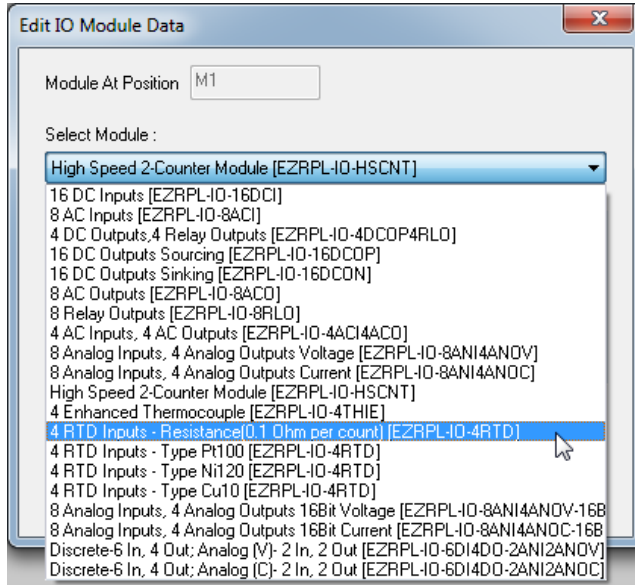 Edit IO Module Data
Module At Position M1
Select Module :
High Speed 2-Counter Module [EZRPL-IO-HSCNT]
16 DC Inputs [EZRPL-IO-16DCI]
8 AC Inputs [EZRPL-IO-8ACI]
4 DC Outputs,4 Relay Outputs [EZRPL-IO-4DCOP4RLO]
16 DC Outputs Sourcing [EZRPL-IO-16DCOP]
16 DC Outputs Sinking [EZRPL-IO-16DCON]
8 AC Outputs [EZRPL-IO-8ACO]
8 Relay Outputs [EZRPL-IO-8RLO]
4 AC Inputs, 4 AC Outputs [EZRPL-IO-4ACI4ACO]
8 Analog Inputs, 4 Analog Outputs Voltage [EZRPL-IO-8ANI4ANOV]
8 Analog Inputs, 4 Analog Outputs Current [EZRPL-IO-8ANI4ANOC]
High Speed 2-Counter Module [EZRPL-IO-HSCNT]
4 Enhanced Thermocouple [EZRPL-IO-4THIE]
4 RTD Inputs - Resistance(0.1 Ohm per count) [EZRPL-IO-4RTD]
4 RTD Inputs - Type Pt100 [EZRPL-IO-4RTD]
4 RTD Inputs - Type Ni120 [EZRPL-IO-4RTD]
4 RTD Inputs - Type Cu10 [EZRPL-IO-4RTD]
8 Analog Inputs, 4 Analog Outputs 16Bit Voltage [EZRPL-IO-8ANI4ANOV-16B
8 Analog Inputs, 4 Analog Outputs 16Bit Current [EZRPL-IO-8ANI4ANOC-16B
Discrete-6 In, 4 Out; Analog (V)- 2 In, 2 Out [EZRPL-IO-6DI4DO-2ANI2ANOV]
Discrete-6 In, 4 Out; Analog (C)- 2 In, 2 Out [EZRPL-IO-6DI4DO-2ANI2ANOC]